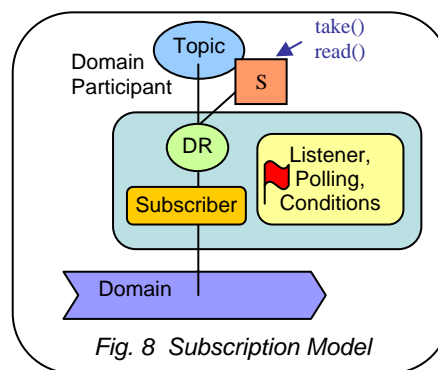 Topic
take()
read()
Domain
Participant
S
DR
Listener,
Polling,
Conditions
Subscriber
Domain
Fig. 8 Subscription Model